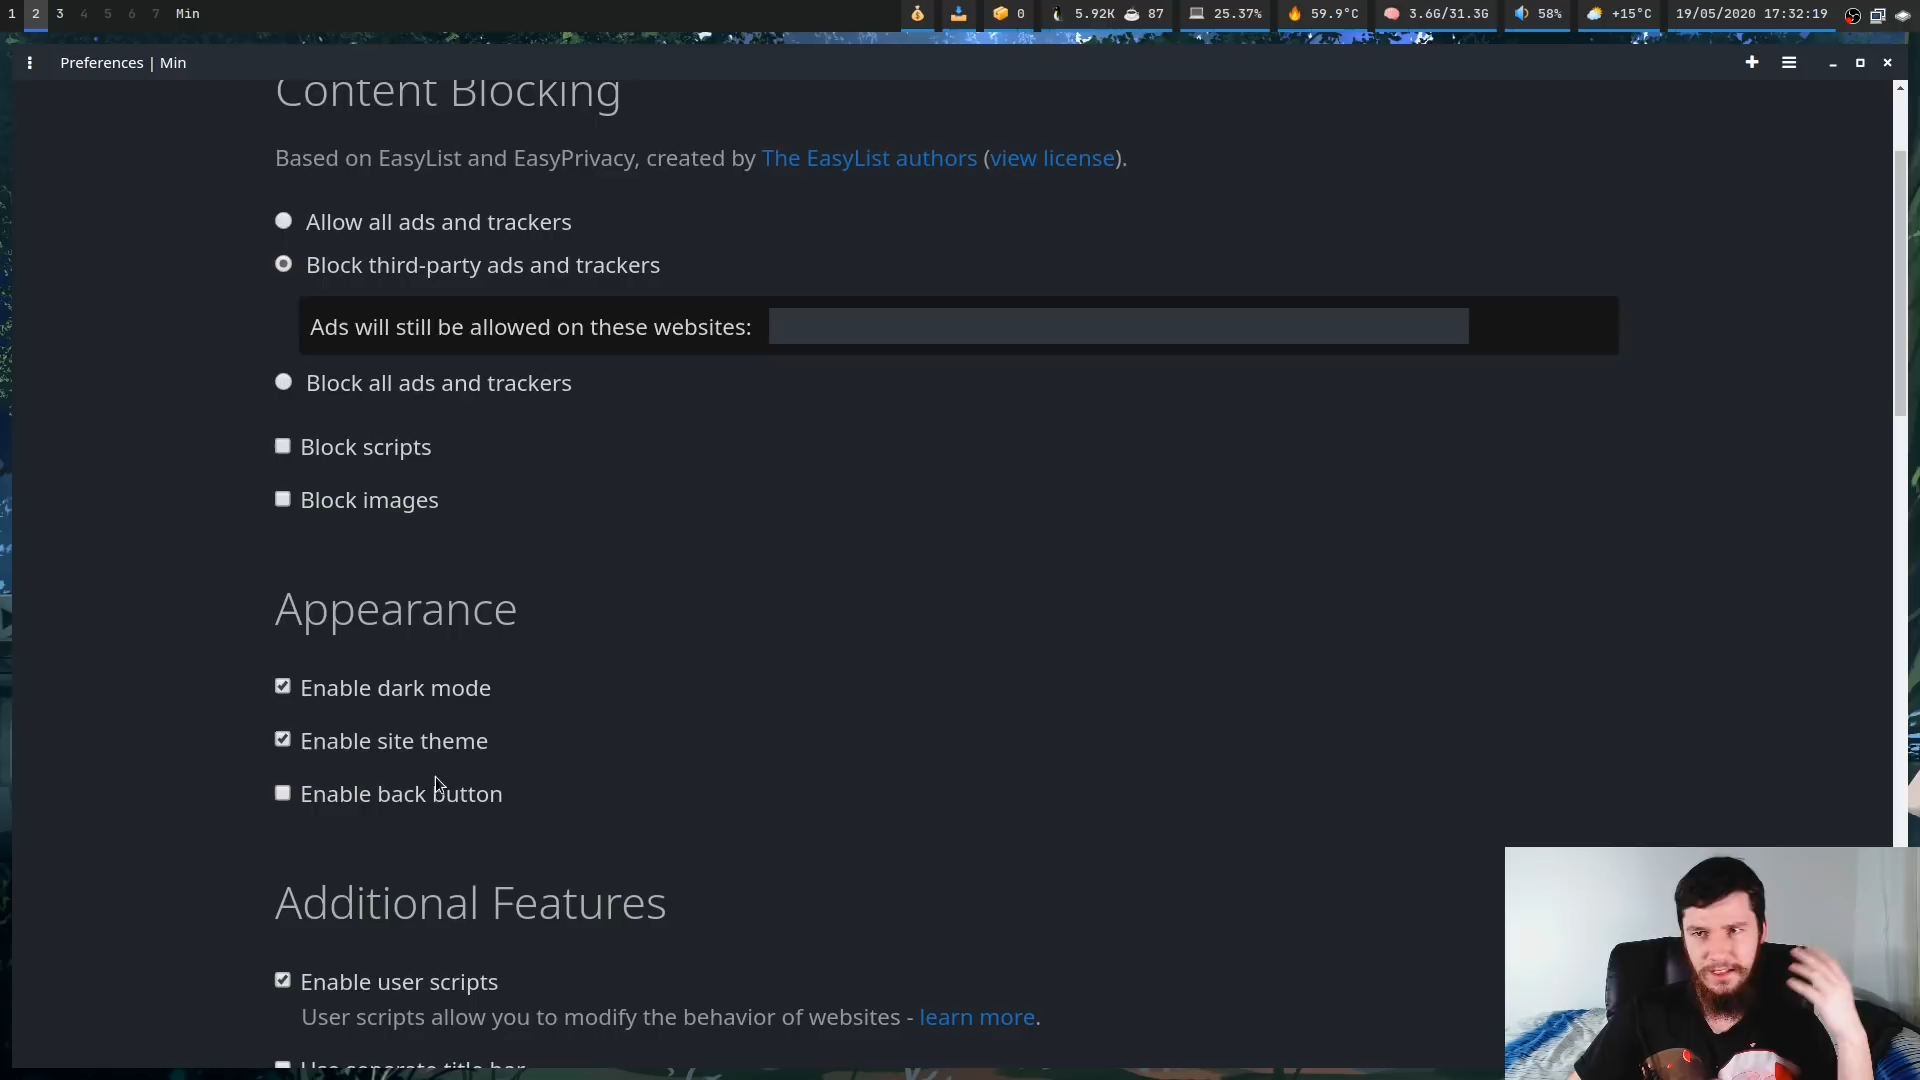 1 2 3 4 5 6 7 Min 0 5.92K 87 25.37% 59.9°C 3.6G/31.3G 58% +15°C 19/05/2020 17:32:19
Preferences | Min
Content Blocking
Based on EasyList and EasyPrivacy, created by The EasyList authors (view license).
Allow all ads and trackers
Block third-party ads and trackers
Ads will still be allowed on these websites:
Block all ads and trackers
Block scripts
Block images
Appearance
Enable dark mode
Enable site theme
Enable back button
Additional Features
Enable user scripts
User scripts allow you to modify the behavior of websites - learn more.
Use separate title bar